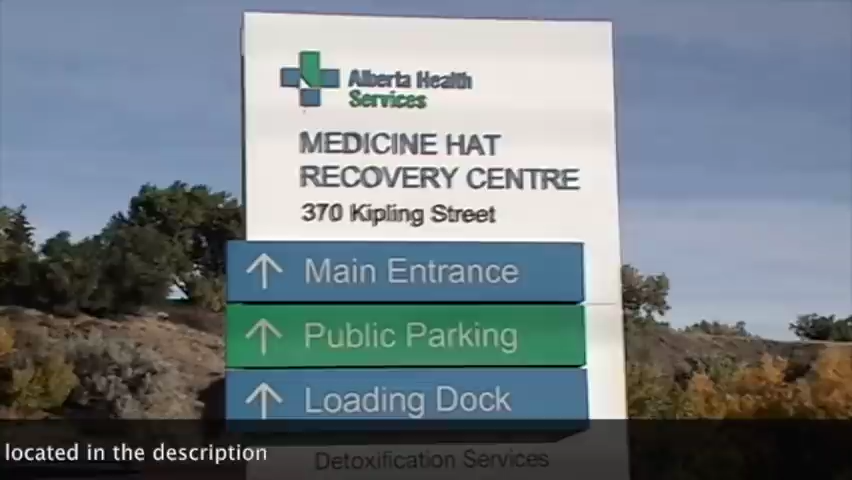 Alberta Health
Services
MEDICINE HAT
RECOVERY CENTRE
370 Kipling Street
Main Entrance
Public Parking
Loading Dock
located in the description
Detoxification Services